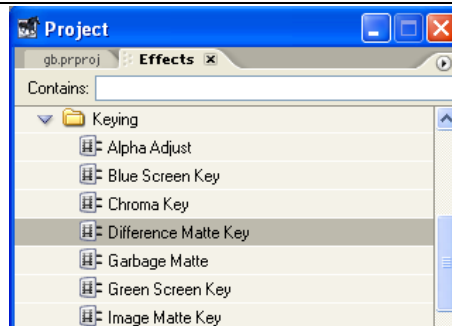 Project
gb.prproj
Effects
Contains:
Keying
Alpha Adjust
Blue Screen Key
Chroma Key
Difference Matte Key
Garbage Matte
Green Screen Key
Image Matte Key